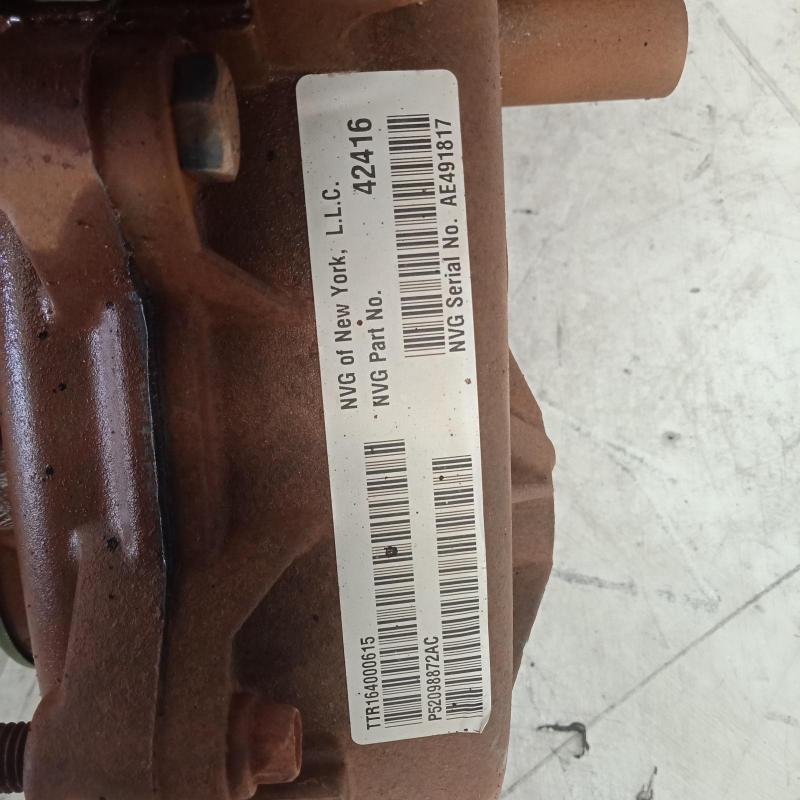 NVG of New York, L.L.C.
NVG Part No. 42416
NVG Serial No. AE491817
TTR164000615
P52098872AC